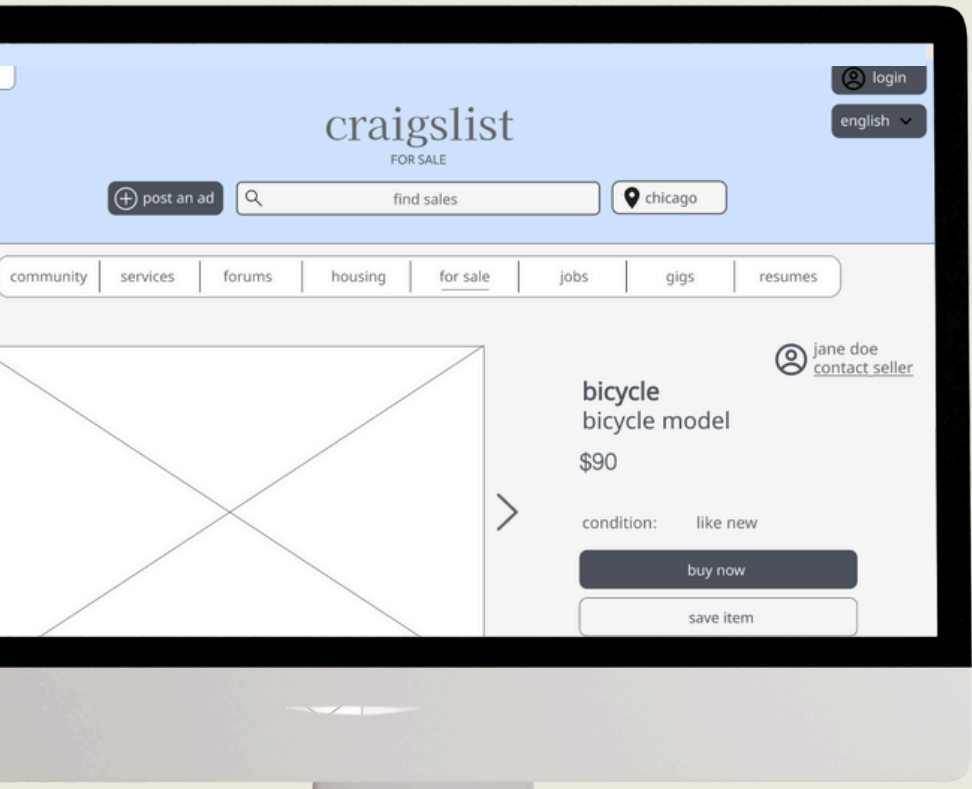 login
english
craigslist
FOR SALE
post an ad
find sales
chicago
community services forums housing for sale jobs gigs resumes
jane doe
contact seller
bicycle
bicycle model
$90
condition: like new
buy now
save item